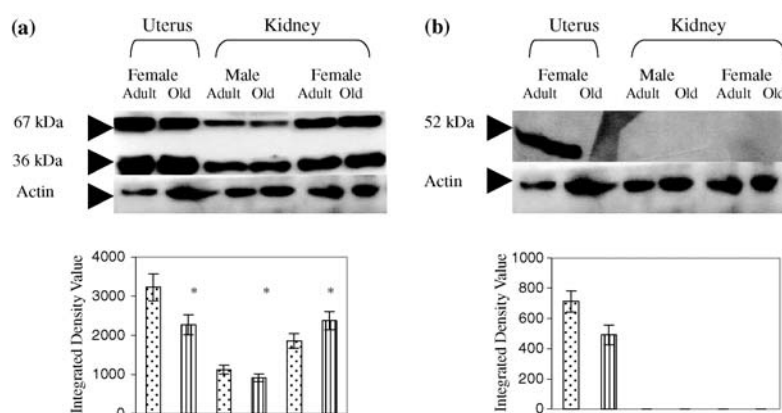 (a)
Uterus Kidney
Female Male Female
Adult Old Adult Old Adult Old
67 kDa
36 kDa
Actin
4000
3000
2000
1000
0
Integrated Density Value
* * *
(b)
Uterus Kidney
Female Male Female
Adult Old Adult Old Adult Old
52 kDa
Actin
1000
800
600
400
200
0
Integrated Density Value